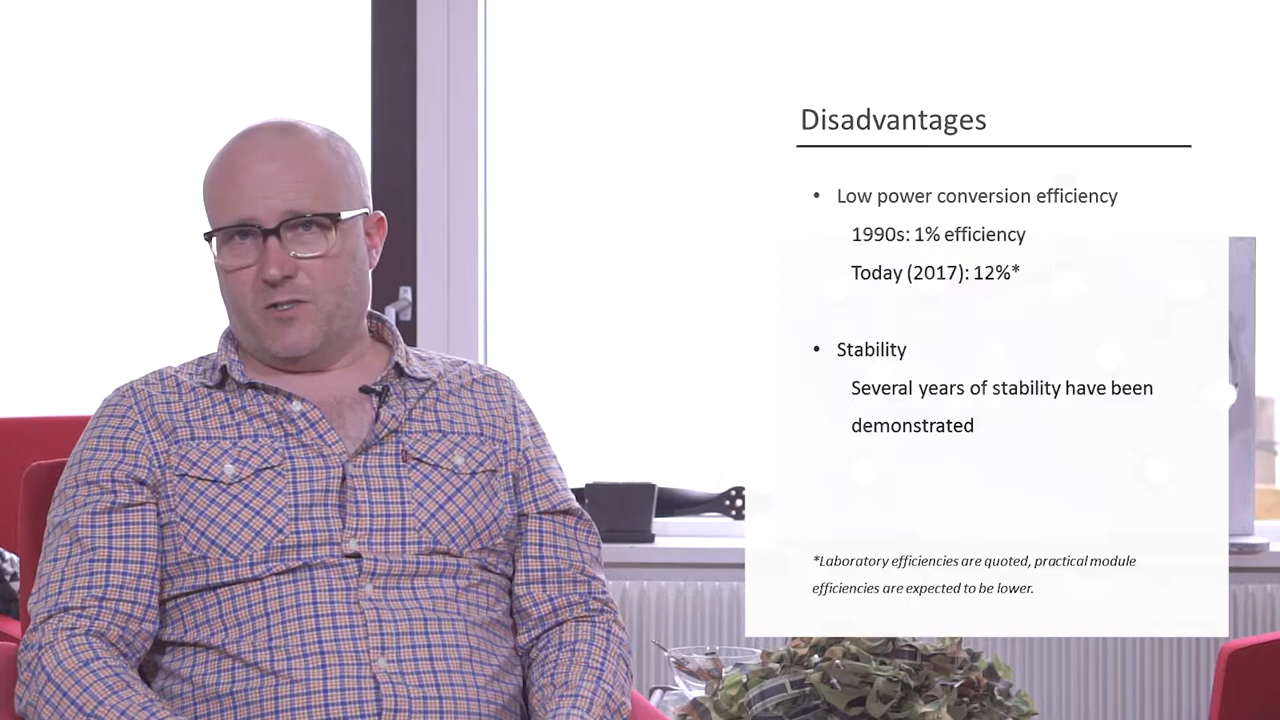 Disadvantages
• Low power conversion efficiency
1990s: 1% efficiency
Today (2017): 12%*
• Stability
Several years of stability have been
demonstrated
*Laboratory efficiencies are quoted, practical module
efficiencies are expected to be lower.